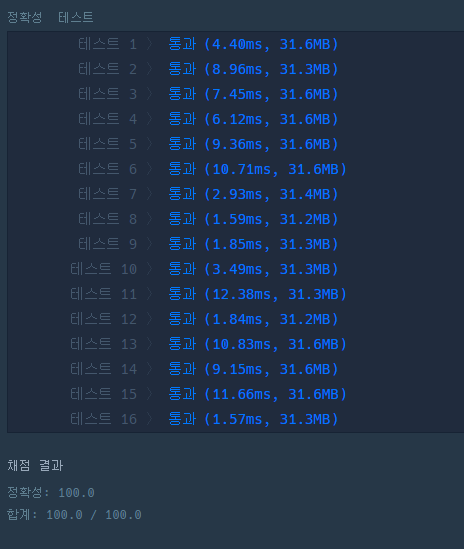 정확성 테스트
테스트 1 〉 통과 (4.40ms, 31.6MB)
테스트 2 〉 통과 (8.96ms, 31.3MB)
테스트 3 〉 통과 (7.45ms, 31.6MB)
테스트 4 〉 통과 (6.12ms, 31.6MB)
테스트 5 〉 통과 (9.36ms, 31.6MB)
테스트 6 〉 통과 (10.71ms, 31.6MB)
테스트 7 〉 통과 (2.93ms, 31.4MB)
테스트 8 〉 통과 (1.59ms, 31.2MB)
테스트 9 〉 통과 (1.85ms, 31.3MB)
테스트 10 〉 통과 (3.49ms, 31.3MB)
테스트 11 〉 통과 (12.38ms, 31.3MB)
테스트 12 〉 통과 (1.84ms, 31.2MB)
테스트 13 〉 통과 (10.83ms, 31.6MB)
테스트 14 〉 통과 (9.15ms, 31.6MB)
테스트 15 〉 통과 (11.66ms, 31.6MB)
테스트 16 〉 통과 (1.57ms, 31.3MB)
채점 결과
정확성: 100.0
합계: 100.0 / 100.0